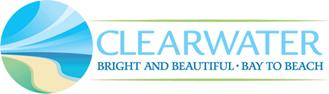 CLEARWATER
BRIGHT AND BEAUTIFUL • BAY TO BEACH